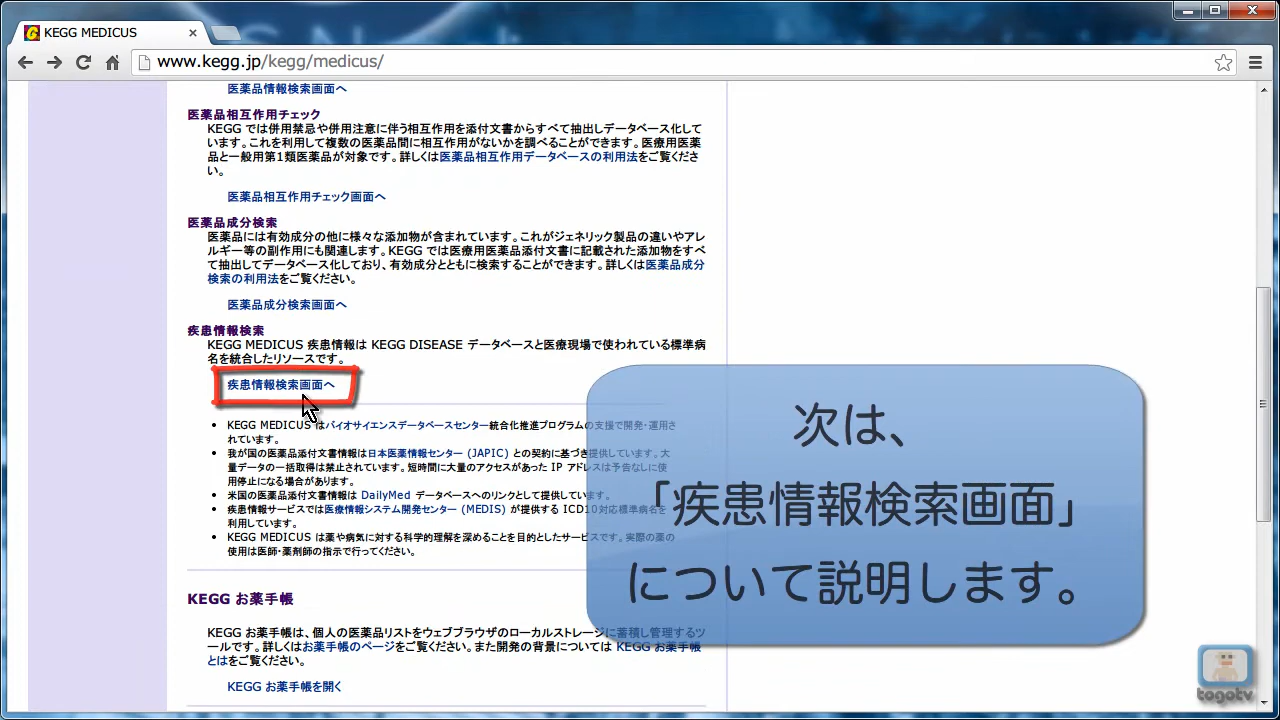 KEGG MEDICUS
www.kegg.jp/kegg/medicus/
医薬品情報検索画面へ
医薬品相互作用チェック
KEGG では併用禁忌や併用注意に伴う相互作用を添付文書からすべて抽出しデータベース化して
います。これを利用して複数の医薬品間に相互作用がないかを調べることができます。医療用医薬
品と一般用第1類医薬品が対象です。詳しくは医薬品相互作用データベースの利用法をご覧くださ
い。
医薬品相互作用チェック画面へ
医薬品成分検索
医薬品には有効成分の他に様々な添加物が含まれています。これがジェネリック製品の違いやアレ
ルギー等の副作用にも関連します。KEGG では医療用医薬品添付文書に記載された添加物をすべ
て抽出してデータベース化しており、有効成分とともに検索することができます。詳しくは医薬品成分
検索の利用法をご覧ください。
医薬品成分検索画面へ
疾患情報検索
KEGG MEDICUS 疾患情報は KEGG DISEASE データベースと医療現場で使われている標準病
名を統合したリソースです。
疾患情報検索画面へ
KEGG MEDICUS はバイオサイエンスデータベースセンター統合化推進プログラムの支援で開発・運用さ
れています。
我が国の医薬品添付文書情報は日本医薬情報センター (JAPIC) との契約に基づき提供しています。大
量データの一括取得は禁止されています。短時間に大量のアクセスがあった IP アドレスは予告なしに使
用停止になる場合があります。
米国の医薬品添付文書情報は DailyMed データベースへのリンクとして提供しています。
疾患情報サービスでは医療情報システム開発センター (MEDIS) が提供する ICD10対応標準病名を
利用しています。
KEGG MEDICUS は薬や病気に対する科学的理解を深めることを目的としたサービスです。実際の薬の
使用は医師・薬剤師の指示で行ってください。
次は、
「疾患情報検索画面」
について説明します。
KEGG お薬手帳
KEGG お薬手帳は、個人の医薬品リストをウェブブラウザのローカルストレージに蓄積し管理するツ
ールです。詳しくはお薬手帳のページをご覧ください。また開発の背景については KEGG お薬手帳
とはをご覧ください。
KEGG お薬手帳を開く
togotv